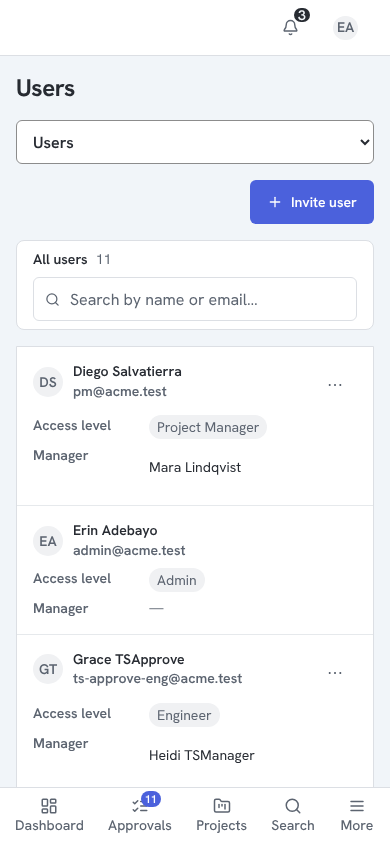 3
EA
Users
Users
Invite user
All users 11
Search by name or email...
DS
Diego Salvatierra
pm@acme.test
...
Access level Project Manager
Manager
Mara Lindqvist
EA
Erin Adebayo
admin@acme.test
Access level Admin
Manager —
GT
Grace TSApprove
ts-approve-eng@acme.test
...
Access level Engineer
Manager
Heidi TSManager
11
Dashboard Approvals Projects Search More